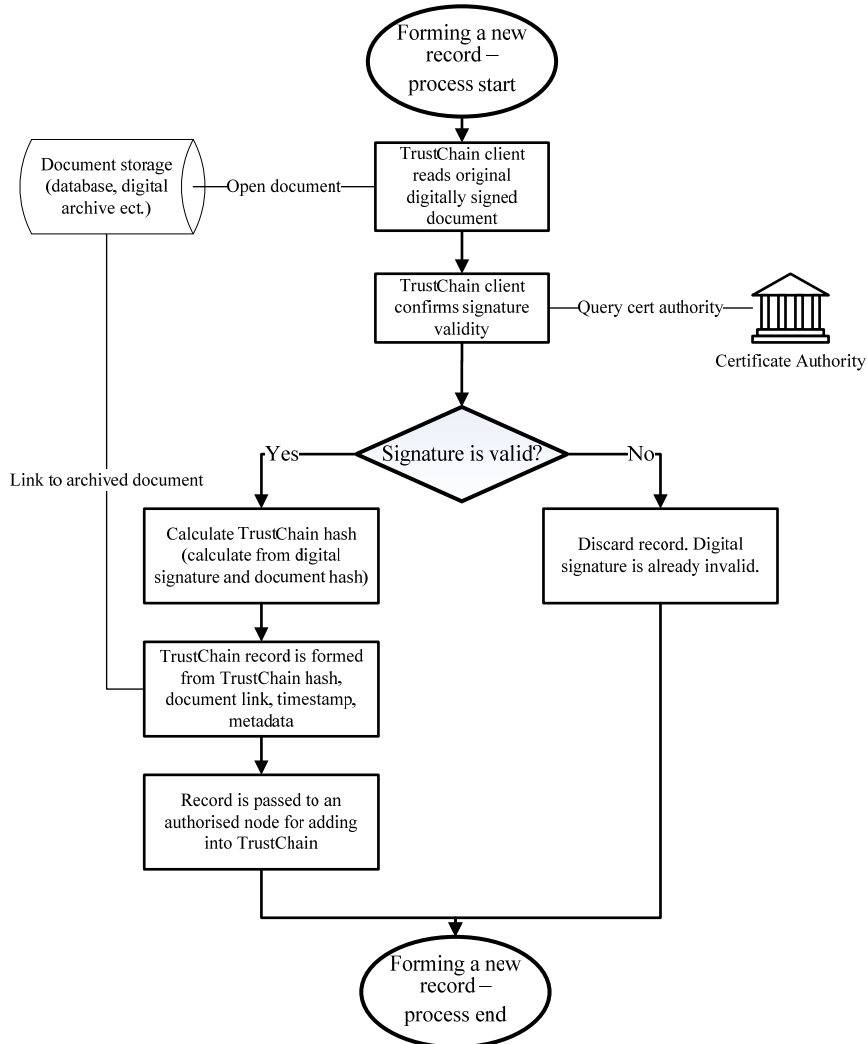 Forming a new
record –
process start
TrustChain client
reads original
digitally signed
document
Document storage
(database, digital
archive ect.)
Open document
TrustChain client
confirms signature
validity
Query cert authority
Certificate Authority
Signature is valid?
Yes
No
Link to archived document
Calculate TrustChain hash
(calculate from digital
signature and document hash)
Discard record. Digital
signature is already invalid.
TrustChain record is formed
from TrustChain hash,
document link, timestamp,
metadata
Record is passed to an
authorised node for adding
into TrustChain
Forming a new
record –
process end